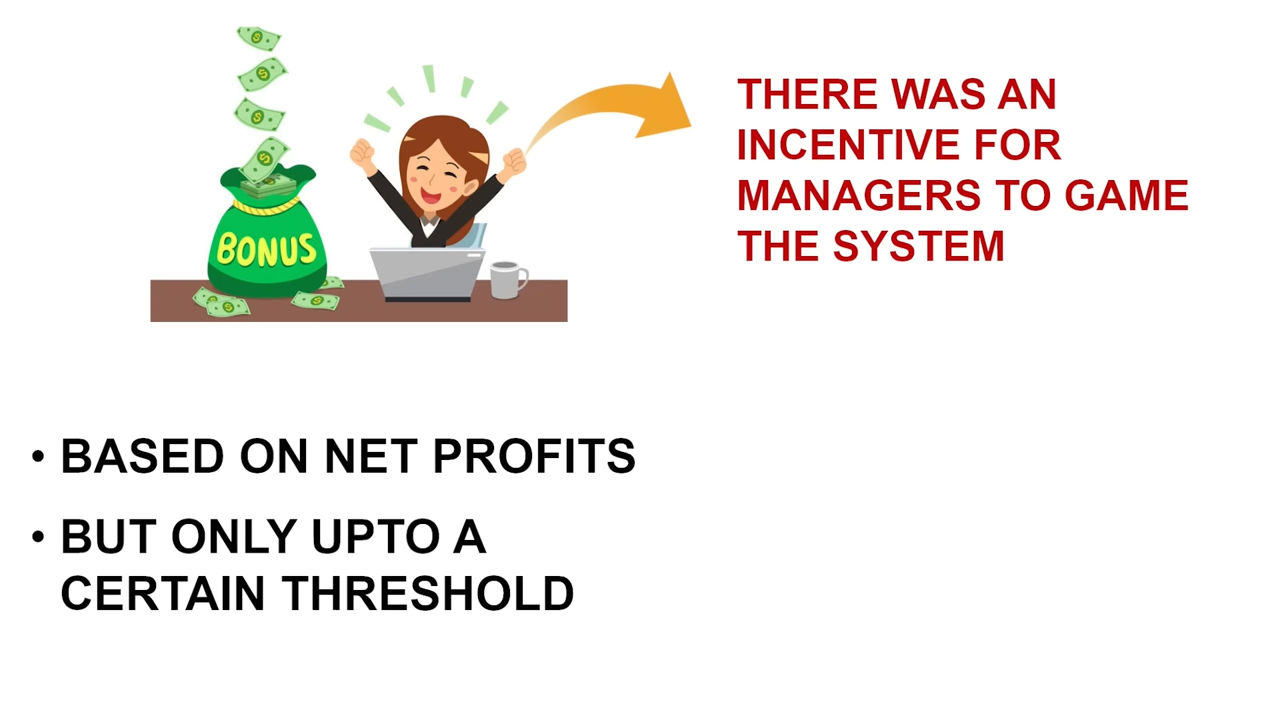 THERE WAS AN
INCENTIVE FOR
MANAGERS TO GAME
THE SYSTEM
BONUS
• BASED ON NET PROFITS
• BUT ONLY UPTO A
CERTAIN THRESHOLD